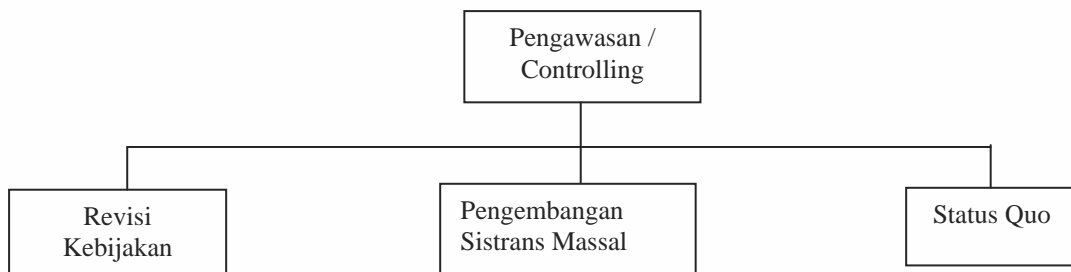 Pengawasan /
Controlling
Revisi
Kebijakan
Pengembangan
Sistrans Massal
Status Quo